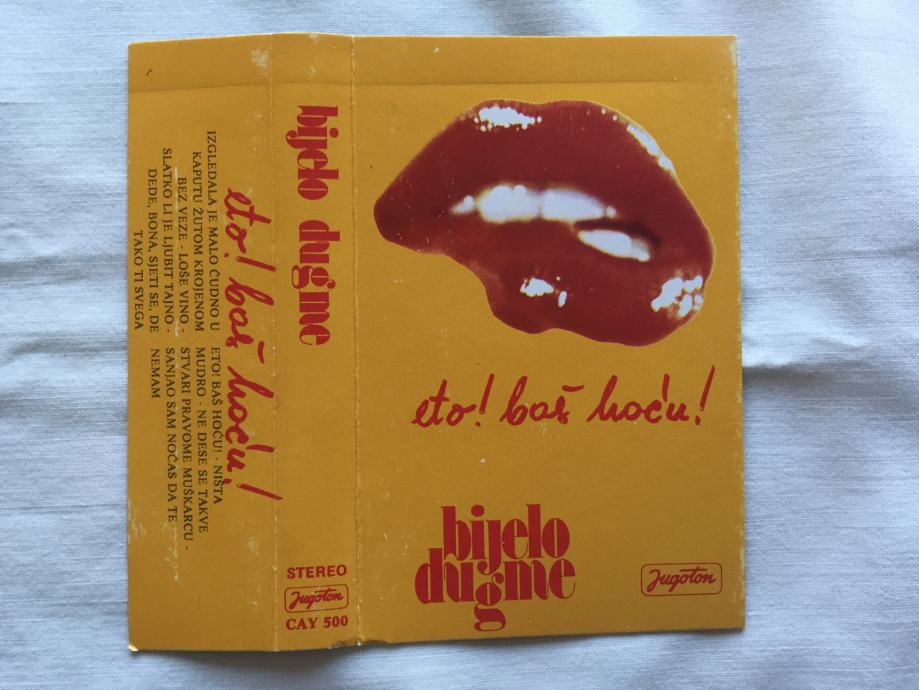 eto! baš hoću!
bijelo
dugme
Jugoton
bijelo dugme
STEREO
Jugoton
CAY 500
eto! baš hoću!
IZGLEDALA JE MALO ČUDNO U
KAPUTU ŽUTOM KROJENOM
BEZ VEZE - LOŠE VINO -
SLATKO LI JE LJUBIT TAJNO -
DEDE, BONA, SJETI SE, DE
TAKO TI SVEGA
ETO! BAŠ HOĆU! - NIŠTA
MUDRO - NE DESE SE TAKVE
STVARI PRAVOME MUŠKARCU -
SANJAO SAM NOĆAS DA TE
NEMAM